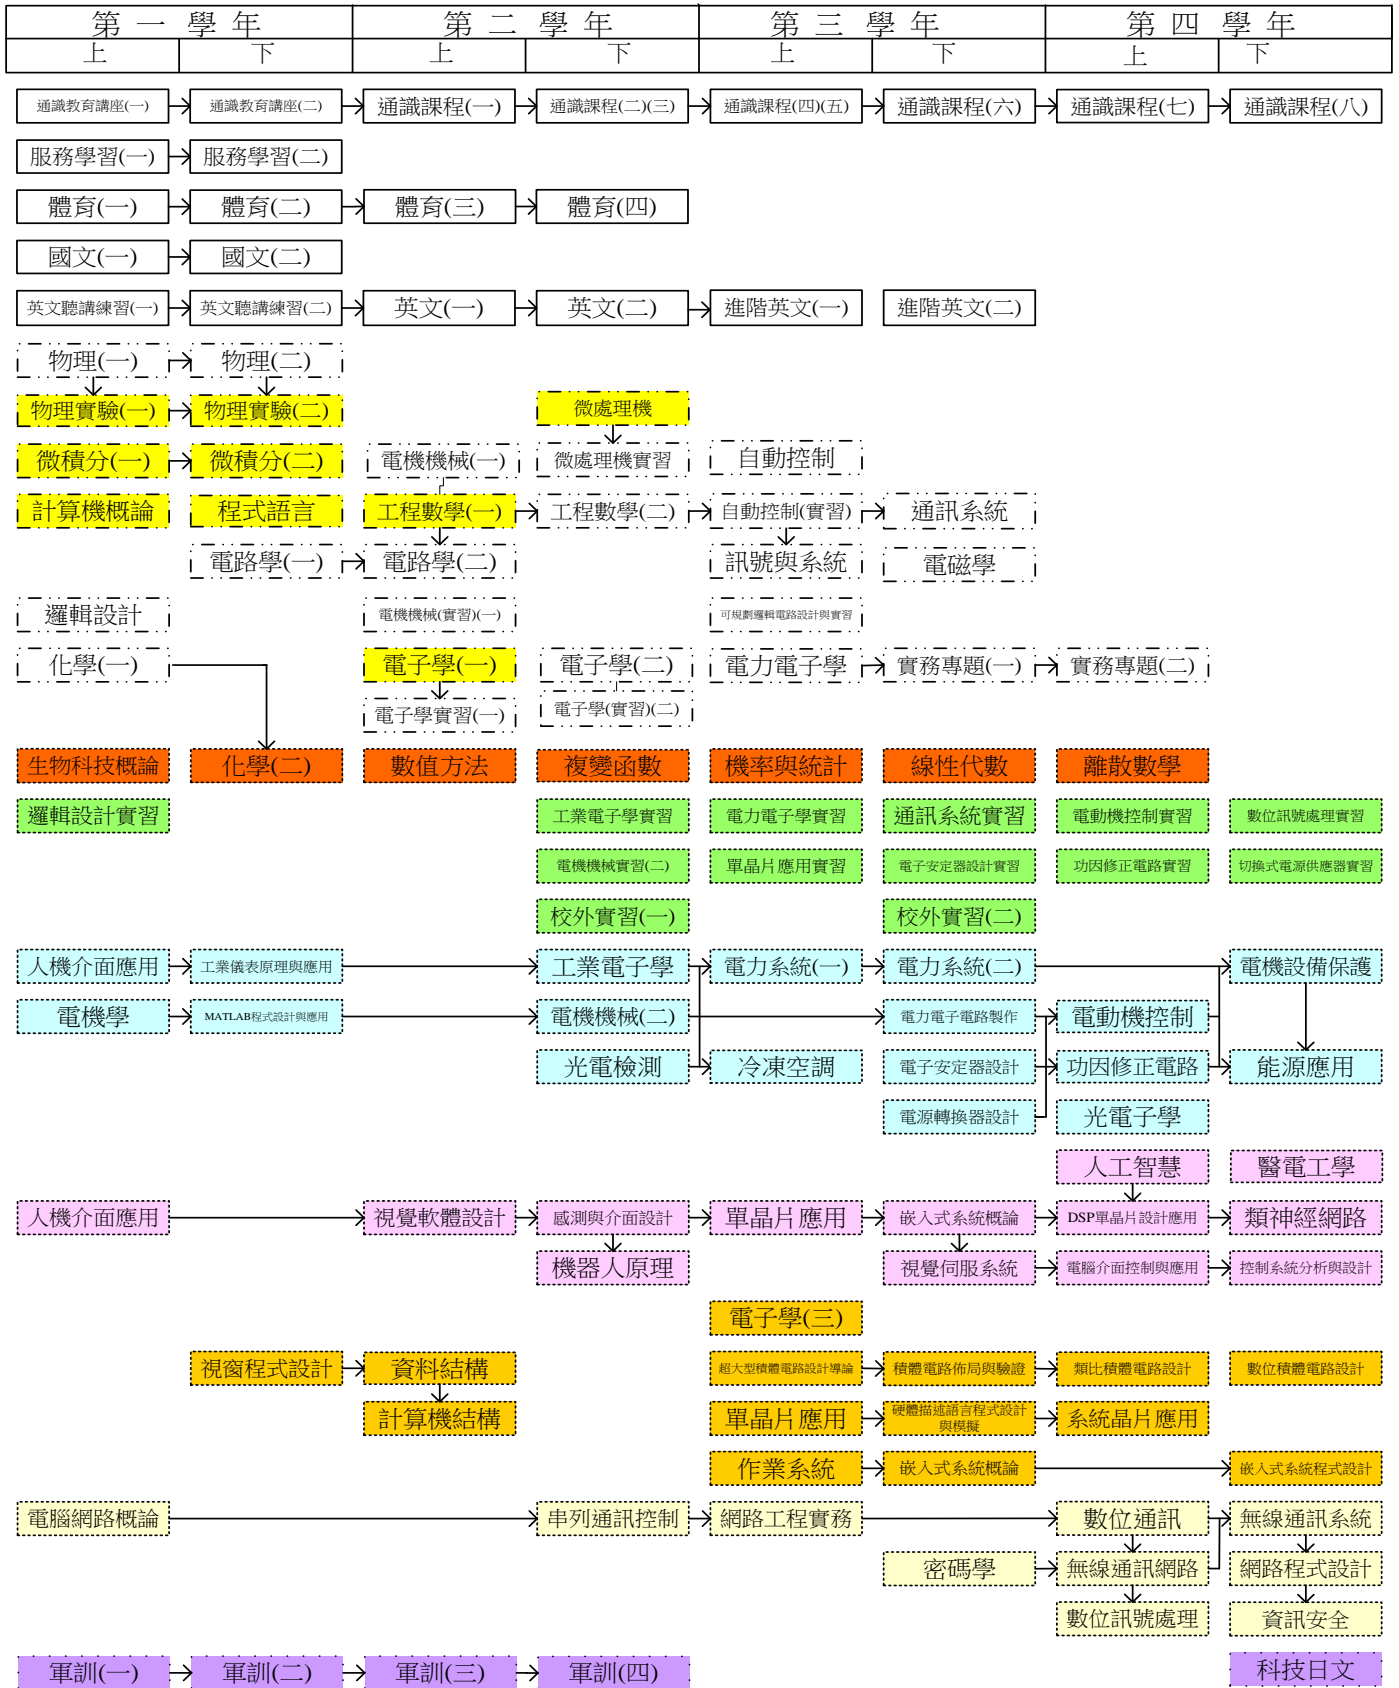 第一學年 第二學年 第三學年 第四學年
上 下 上 下 上 下 上 下
通識教育講座(一) 通識教育講座(二) 通識課程(一) 通識課程(二)(三) 通識課程(四)(五) 通識課程(六) 通識課程(七) 通識課程(八)
服務學習(一) 服務學習(二)
體育(一) 體育(二) 體育(三) 體育(四)
國文(一) 國文(二)
英文聽講練習(一) 英文聽講練習(二) 英文(一) 英文(二) 進階英文(一) 進階英文(二)
物理(一) 物理(二)
物理實驗(一) 物理實驗(二) 微處理機
微積分(一) 微積分(二) 電機機械(一) 微處理機實習 自動控制
計算機概論 程式語言 工程數學(一) 工程數學(二) 自動控制(實習) 通訊系統
電路學(一) 電路學(二) 訊號與系統 電磁學
邏輯設計 電機機械(實習)(一) 可規劃邏輯電路設計與實習
化學(一) 電子學(一) 電子學(二) 電力電子學 實務專題(一) 實務專題(二)
電子學實習(一) 電子學(實習)(二)
生物科技概論 化學(二) 數值方法 複變函數 機率與統計 線性代數 離散數學
邏輯設計實習 工業電子學實習 電力電子學實習 通訊系統實習 電動機控制實習 數位訊號處理實習
電機機械實習(二) 單晶片應用實習 電子安定器設計實習 功因修正電路實習 切換式電源供應器實習
校外實習(一) 校外實習(二)
人機介面應用 工業儀表原理與應用 工業電子學 電力系統(一) 電力系統(二) 電機設備保護
電機學 MATLAB程式設計與應用 電機機械(二) 電力電子電路製作 電動機控制
光電檢測 冷凍空調 電子安定器設計 功因修正電路 能源應用
電源轉換器設計 光電子學
人工智慧 醫電工學
人機介面應用 視覺軟體設計 感測與介面設計 單晶片應用 嵌入式系統概論 DSP單晶片設計應用 類神經網路
機器人原理 視覺伺服系統 電腦介面控制與應用 控制系統分析與設計
電子學(三)
視窗程式設計 資料結構 超大型積體電路設計導論 積體電路佈局與驗證 類比積體電路設計 數位積體電路設計
計算機結構 單晶片應用 硬體描述語言程式設計與模擬 系統晶片應用
作業系統 嵌入式系統概論 嵌入式系統程式設計
電腦網路概論 串列通訊控制 網路工程實務 數位通訊 無線通訊系統
密碼學 無線通訊網路 網路程式設計
數位訊號處理 資訊安全
軍訓(一) 軍訓(二) 軍訓(三) 軍訓(四) 科技日文